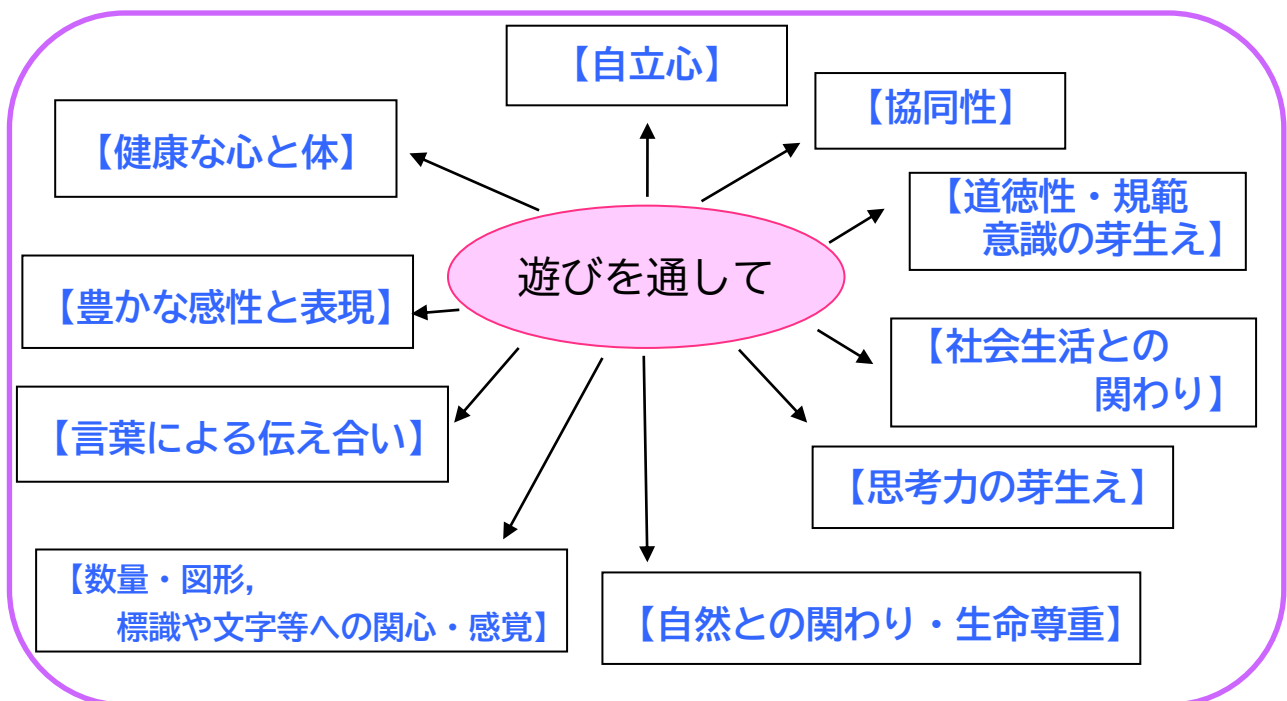 【自立心】
【協同性】
【健康な心と体】
【道徳性・規範
意識の芽生え】
遊びを通して
【豊かな感性と表現】
【社会生活との
関わり】
【言葉による伝え合い】
【思考力の芽生え】
【数量・図形，
標識や文字等への関心・感覚】
【自然との関わり・生命尊重】